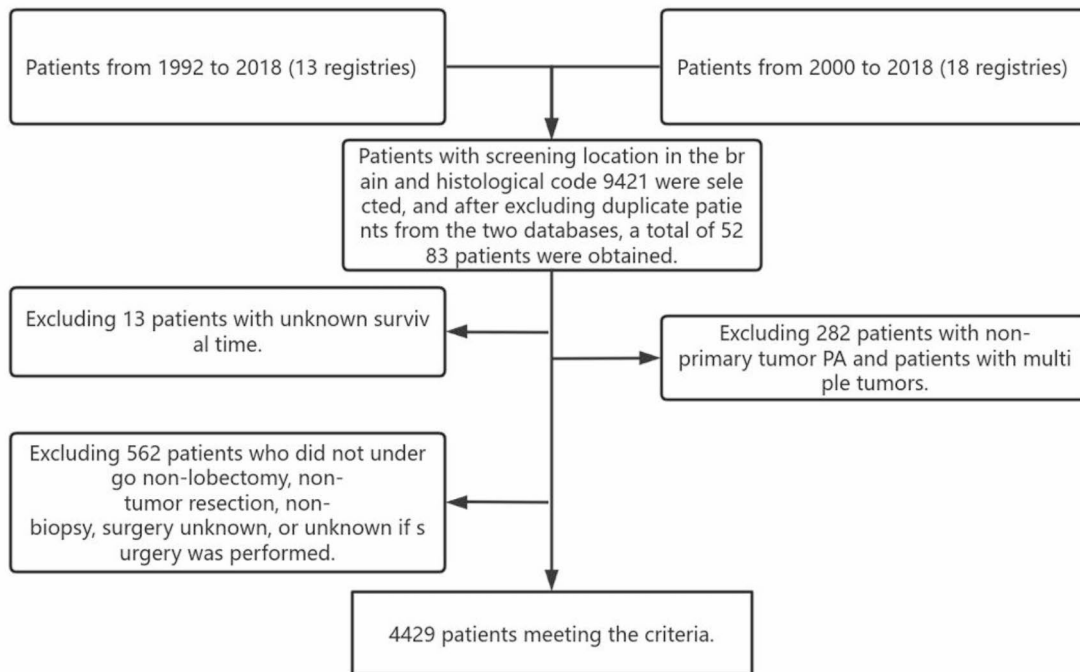 Patients from 1992 to 2018 (13 registries)
Patients from 2000 to 2018 (18 registries)
Patients with screening location in the br
ain and histological code 9421 were sele
cted, and after excluding duplicate patie
nts from the two databases, a total of 52
83 patients were obtained.
Excluding 13 patients with unknown surviv
al time.
Excluding 282 patients with non-
primary tumor PA and patients with multi
ple tumors.
Excluding 562 patients who did not under
go non-lobectomy, non-
tumor resection, non-
biopsy, surgery unknown, or unknown if s
urgery was performed.
4429 patients meeting the criteria.